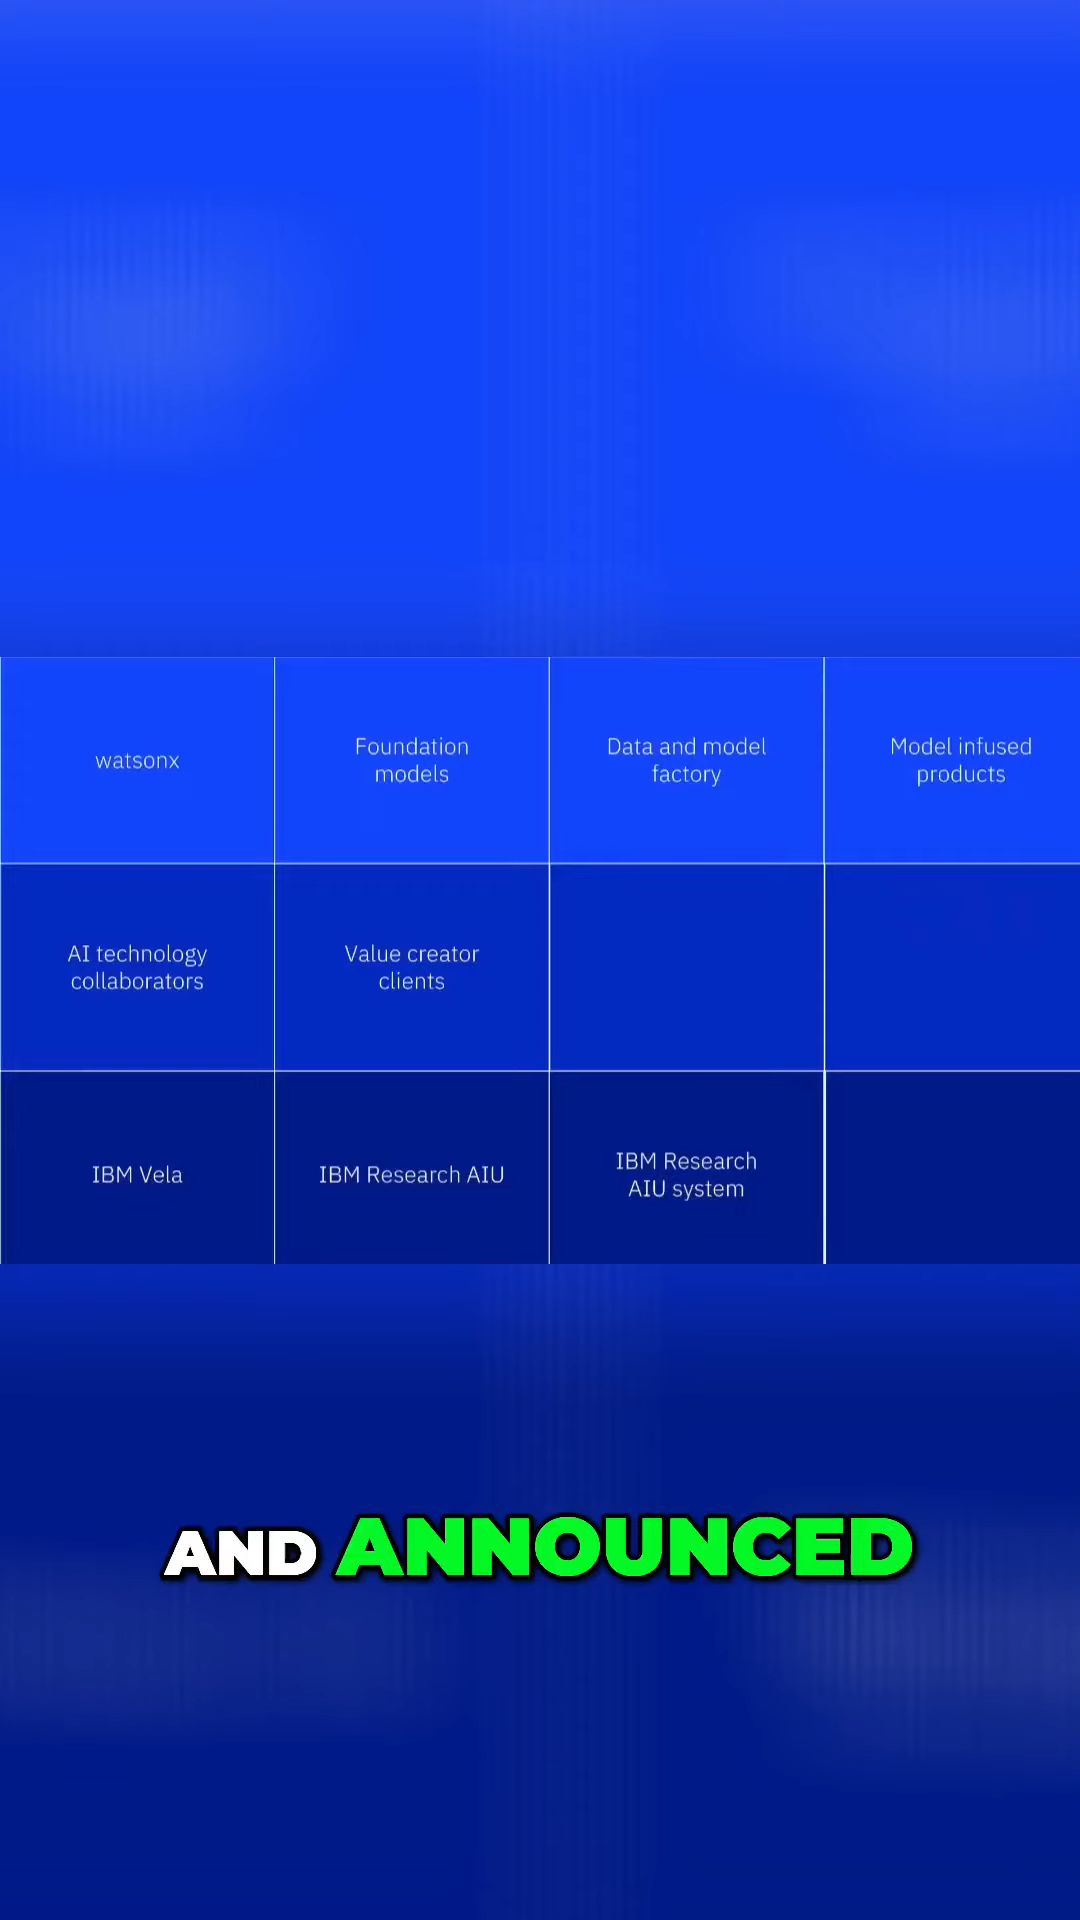 watsonx
Foundation
models
Data and model
factory
Model infused
products
AI technology
collaborators
Value creator
clients
IBM Vela
IBM Research AIU
IBM Research
AIU system
AND ANNOUNCED